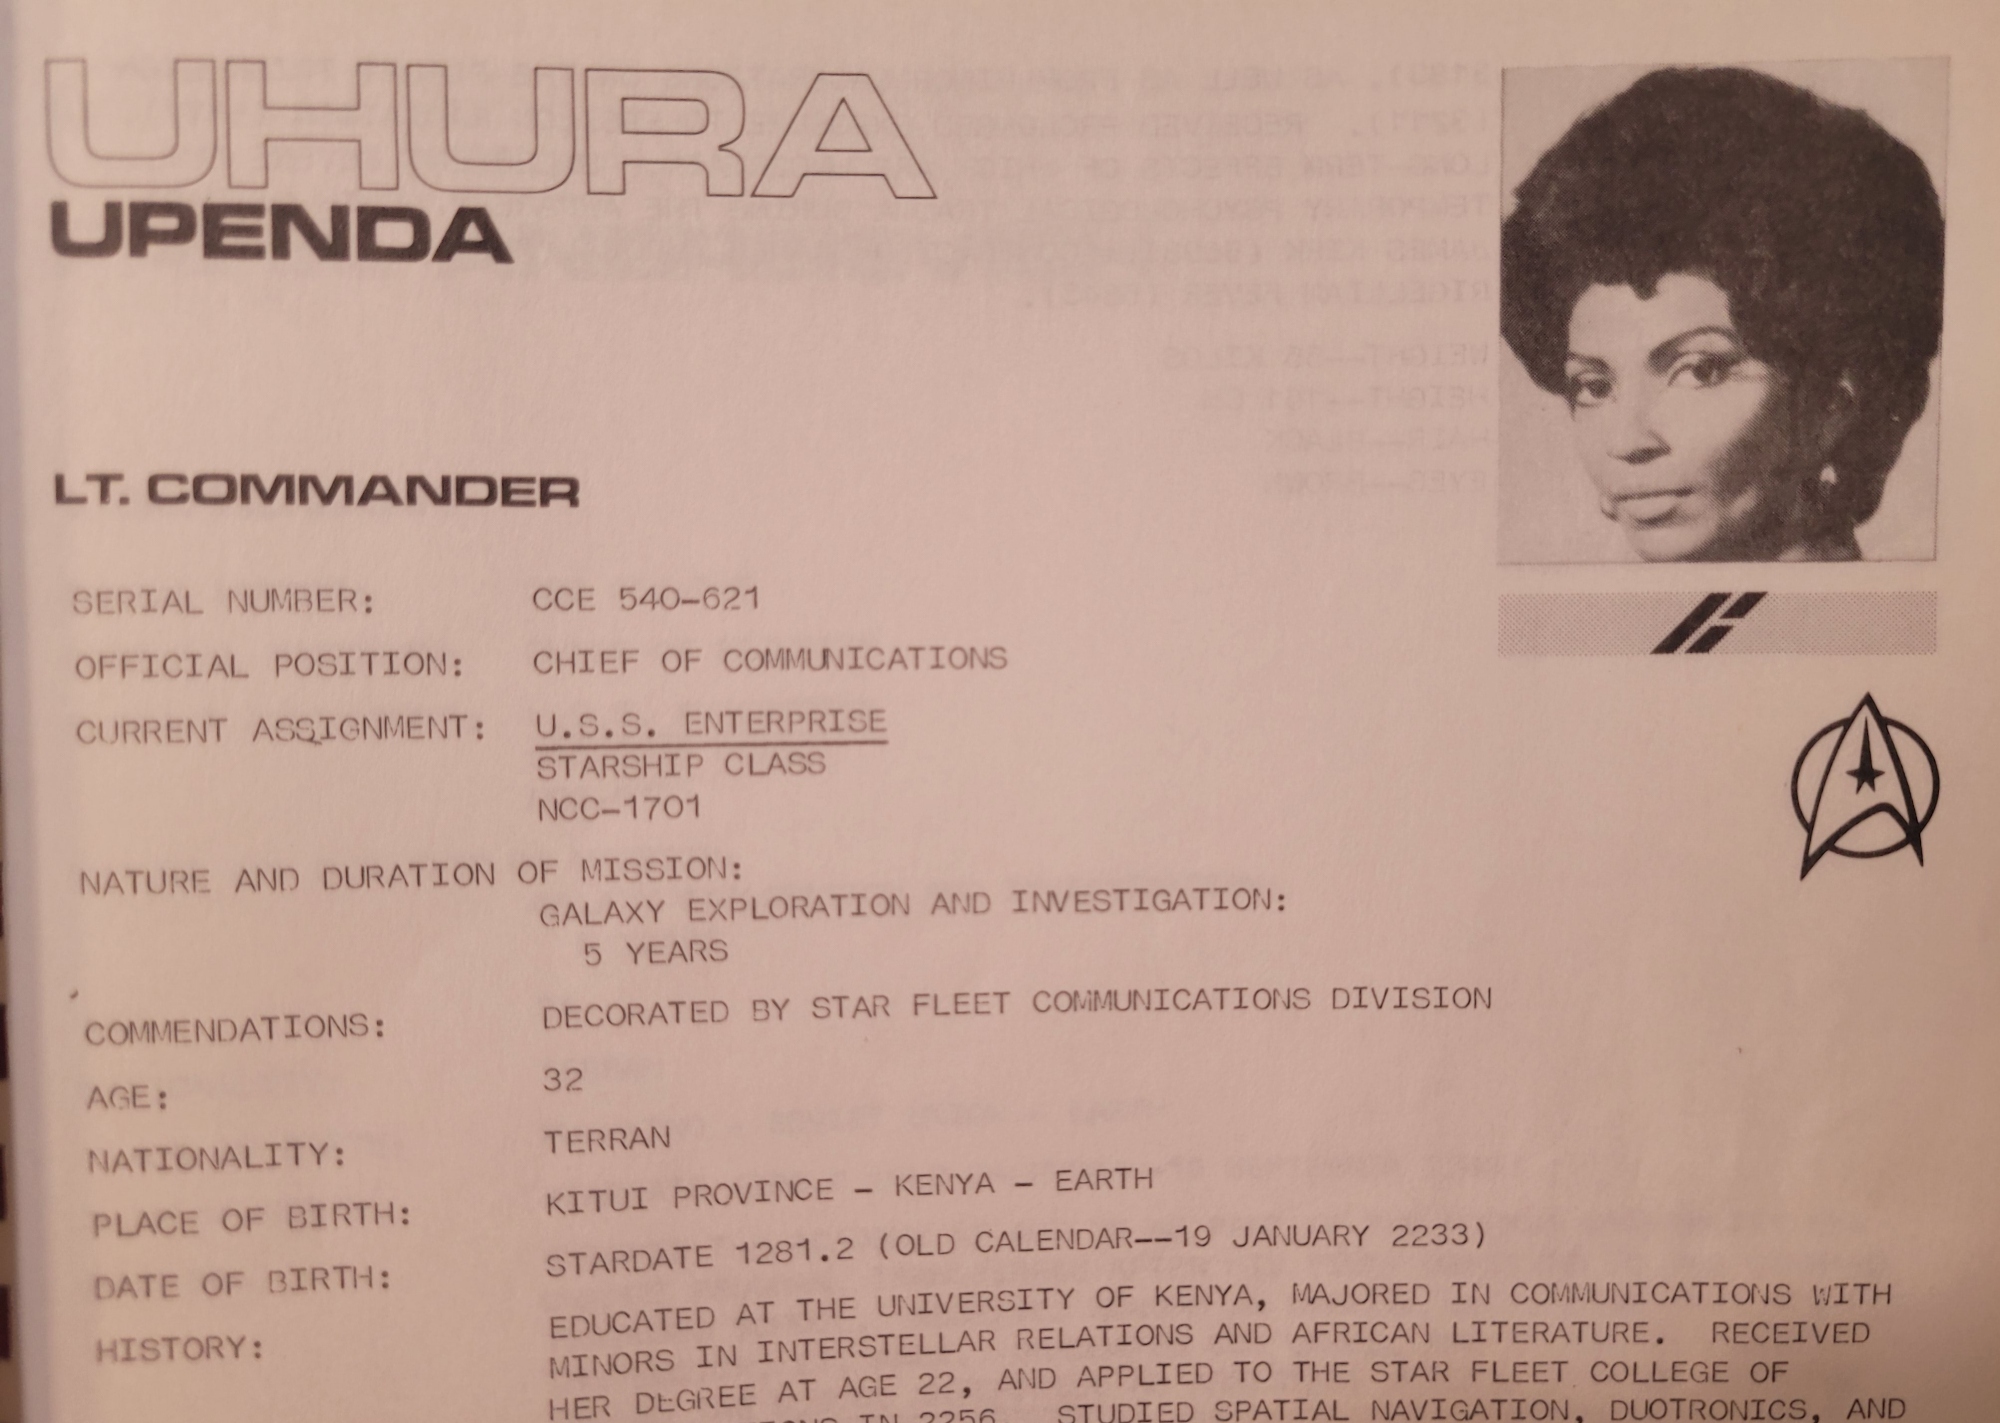 UHURA
UPENDA
LT. COMMANDER
SERIAL NUMBER: CCE 540-621
OFFICIAL POSITION: CHIEF OF COMMUNICATIONS
CURRENT ASSIGNMENT: U.S.S. ENTERPRISE
STARSHIP CLASS
NCC-1701
NATURE AND DURATION OF MISSION:
GALAXY EXPLORATION AND INVESTIGATION:
5 YEARS
COMMENDATIONS: DECORATED BY STAR FLEET COMMUNICATIONS DIVISION
AGE: 32
NATIONALITY: TERRAN
PLACE OF BIRTH: KITUI PROVINCE - KENYA - EARTH
DATE OF BIRTH: STARDATE 1281.2 (OLD CALENDAR--19 JANUARY 2233)
HISTORY: EDUCATED AT THE UNIVERSITY OF KENYA, MAJORED IN COMMUNICATIONS WITH
MINORS IN INTERSTELLAR RELATIONS AND AFRICAN LITERATURE. RECEIVED
HER DEGREE AT AGE 22, AND APPLIED TO THE STAR FLEET COLLEGE OF
IN 2256 STUDIED SPATIAL NAVIGATION, DUOTRONICS, AND